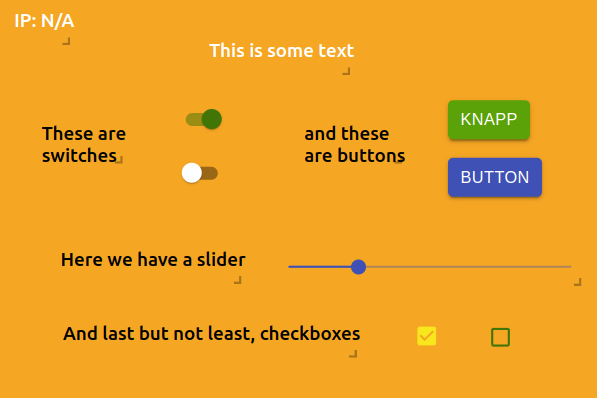 IP: N/A
This is some text
These are
switches
and these
are buttons
KNAPP
BUTTON
Here we have a slider
And last but not least, checkboxes